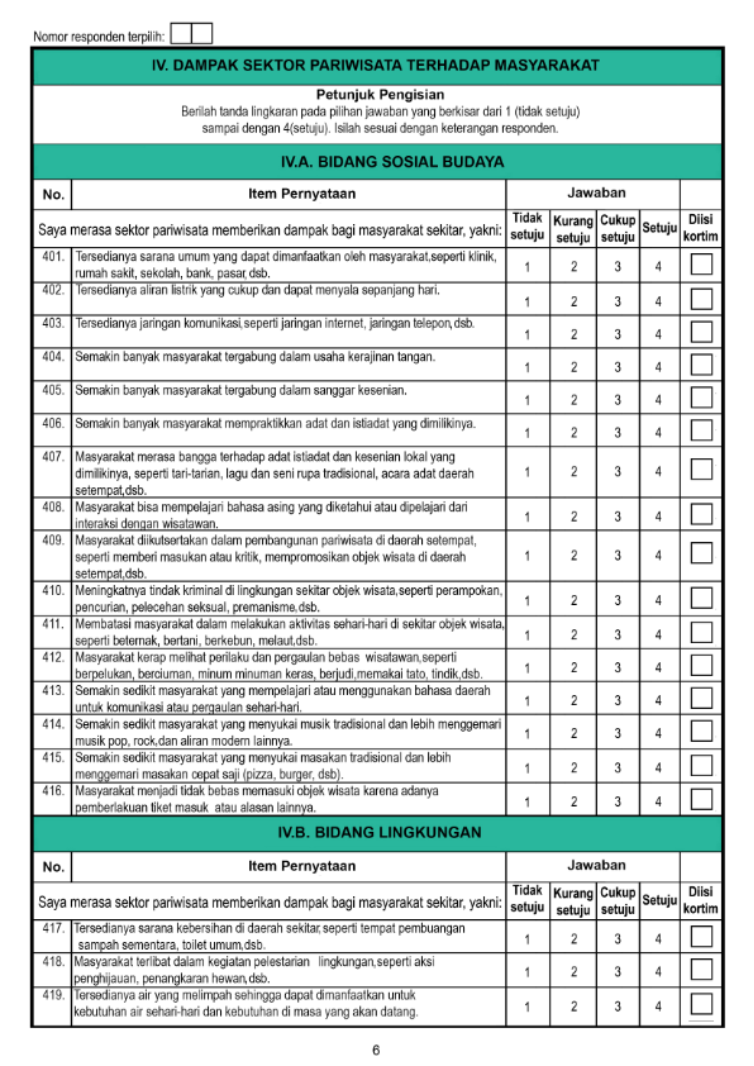 Nomor responden terpilih:
IV. DAMPAK SEKTOR PARIWISATA TERHADAP MASYARAKAT
Petunjuk Pengisian
Berilah tanda lingkaran pada pilihan jawaban yang berkisar dari 1 (tidak setuju)
sampai dengan 4(setuju). Isilah sesuai dengan keterangan responden.
IV.A. BIDANG SOSIAL BUDAYA
No. Item Pernyataan Jawaban
Saya merasa sektor pariwisata memberikan dampak bagi masyarakat sekitar, yakni: Tidak setuju Kurang setuju Cukup setuju Setuju Diisi kortim
401. Tersedianya sarana umum yang dapat dimanfaatkan oleh masyarakat,seperti klinik,
rumah sakit, sekolah, bank, pasar, dsb. 1 2 3 4
402. Tersedianya aliran listrik yang cukup dan dapat menyala sepanjang hari. 1 2 3 4
403. Tersedianya jaringan komunikasi,seperti jaringan internet, jaringan telepon,dsb. 1 2 3 4
404. Semakin banyak masyarakat tergabung dalam usaha kerajinan tangan. 1 2 3 4
405. Semakin banyak masyarakat tergabung dalam sanggar kesenian. 1 2 3 4
406. Semakin banyak masyarakat mempraktikkan adat dan istiadat yang dimilikinya. 1 2 3 4
407. Masyarakat merasa bangga terhadap adat istiadat dan kesenian lokal yang
dimilikinya, seperti tari-tarian, lagu dan seni rupa tradisional, acara adat daerah
setempat,dsb. 1 2 3 4
408. Masyarakat bisa mempelajari bahasa asing yang diketahui atau dipelajari dari
interaksi dengan wisatawan. 1 2 3 4
409. Masyarakat diikutsertakan dalam pembangunan pariwisata di daerah setempat,
seperti memberi masukan atau kritik, mempromosikan objek wisata di daerah
setempat,dsb. 1 2 3 4
410. Meningkatnya tindak kriminal di lingkungan sekitar objek wisata,seperti perampokan,
pencurian, pelecehan seksual, premanisme,dsb. 1 2 3 4
411. Membatasi masyarakat dalam melakukan aktivitas sehari-hari di sekitar objek wisata,
seperti beternak, bertani, berkebun, melaut,dsb. 1 2 3 4
412. Masyarakat kerap melihat perilaku dan pergaulan bebas wisatawan,seperti
berpelukan, berciuman, minum minuman keras, berjudi,memakai tato, tindik,dsb. 1 2 3 4
413. Semakin sedikit masyarakat yang mempelajari atau menggunakan bahasa daerah
untuk komunikasi atau pergaulan sehari-hari. 1 2 3 4
414. Semakin sedikit masyarakat yang menyukai musik tradisional dan lebih menggemari
musik pop, rock,dan aliran modern lainnya. 1 2 3 4
415. Semakin sedikit masyarakat yang menyukai masakan tradisional dan lebih
menggemari masakan cepat saji (pizza, burger, dsb). 1 2 3 4
416. Masyarakat menjadi tidak bebas memasuki objek wisata karena adanya
pemberlakuan tiket masuk atau alasan lainnya. 1 2 3 4
IV.B. BIDANG LINGKUNGAN
No. Item Pernyataan Jawaban
Saya merasa sektor pariwisata memberikan dampak bagi masyarakat sekitar, yakni: Tidak setuju Kurang setuju Cukup setuju Setuju Diisi kortim
417. Tersedianya sarana kebersihan di daerah sekitar, seperti tempat pembuangan
sampah sementara, toilet umum,dsb. 1 2 3 4
418. Masyarakat terlibat dalam kegiatan pelestarian lingkungan,seperti aksi
penghijauan, penangkaran hewan,dsb. 1 2 3 4
419. Tersedianya air yang melimpah sehingga dapat dimanfaatkan untuk
kebutuhan air sehari-hari dan kebutuhan di masa yang akan datang. 1 2 3 4
6